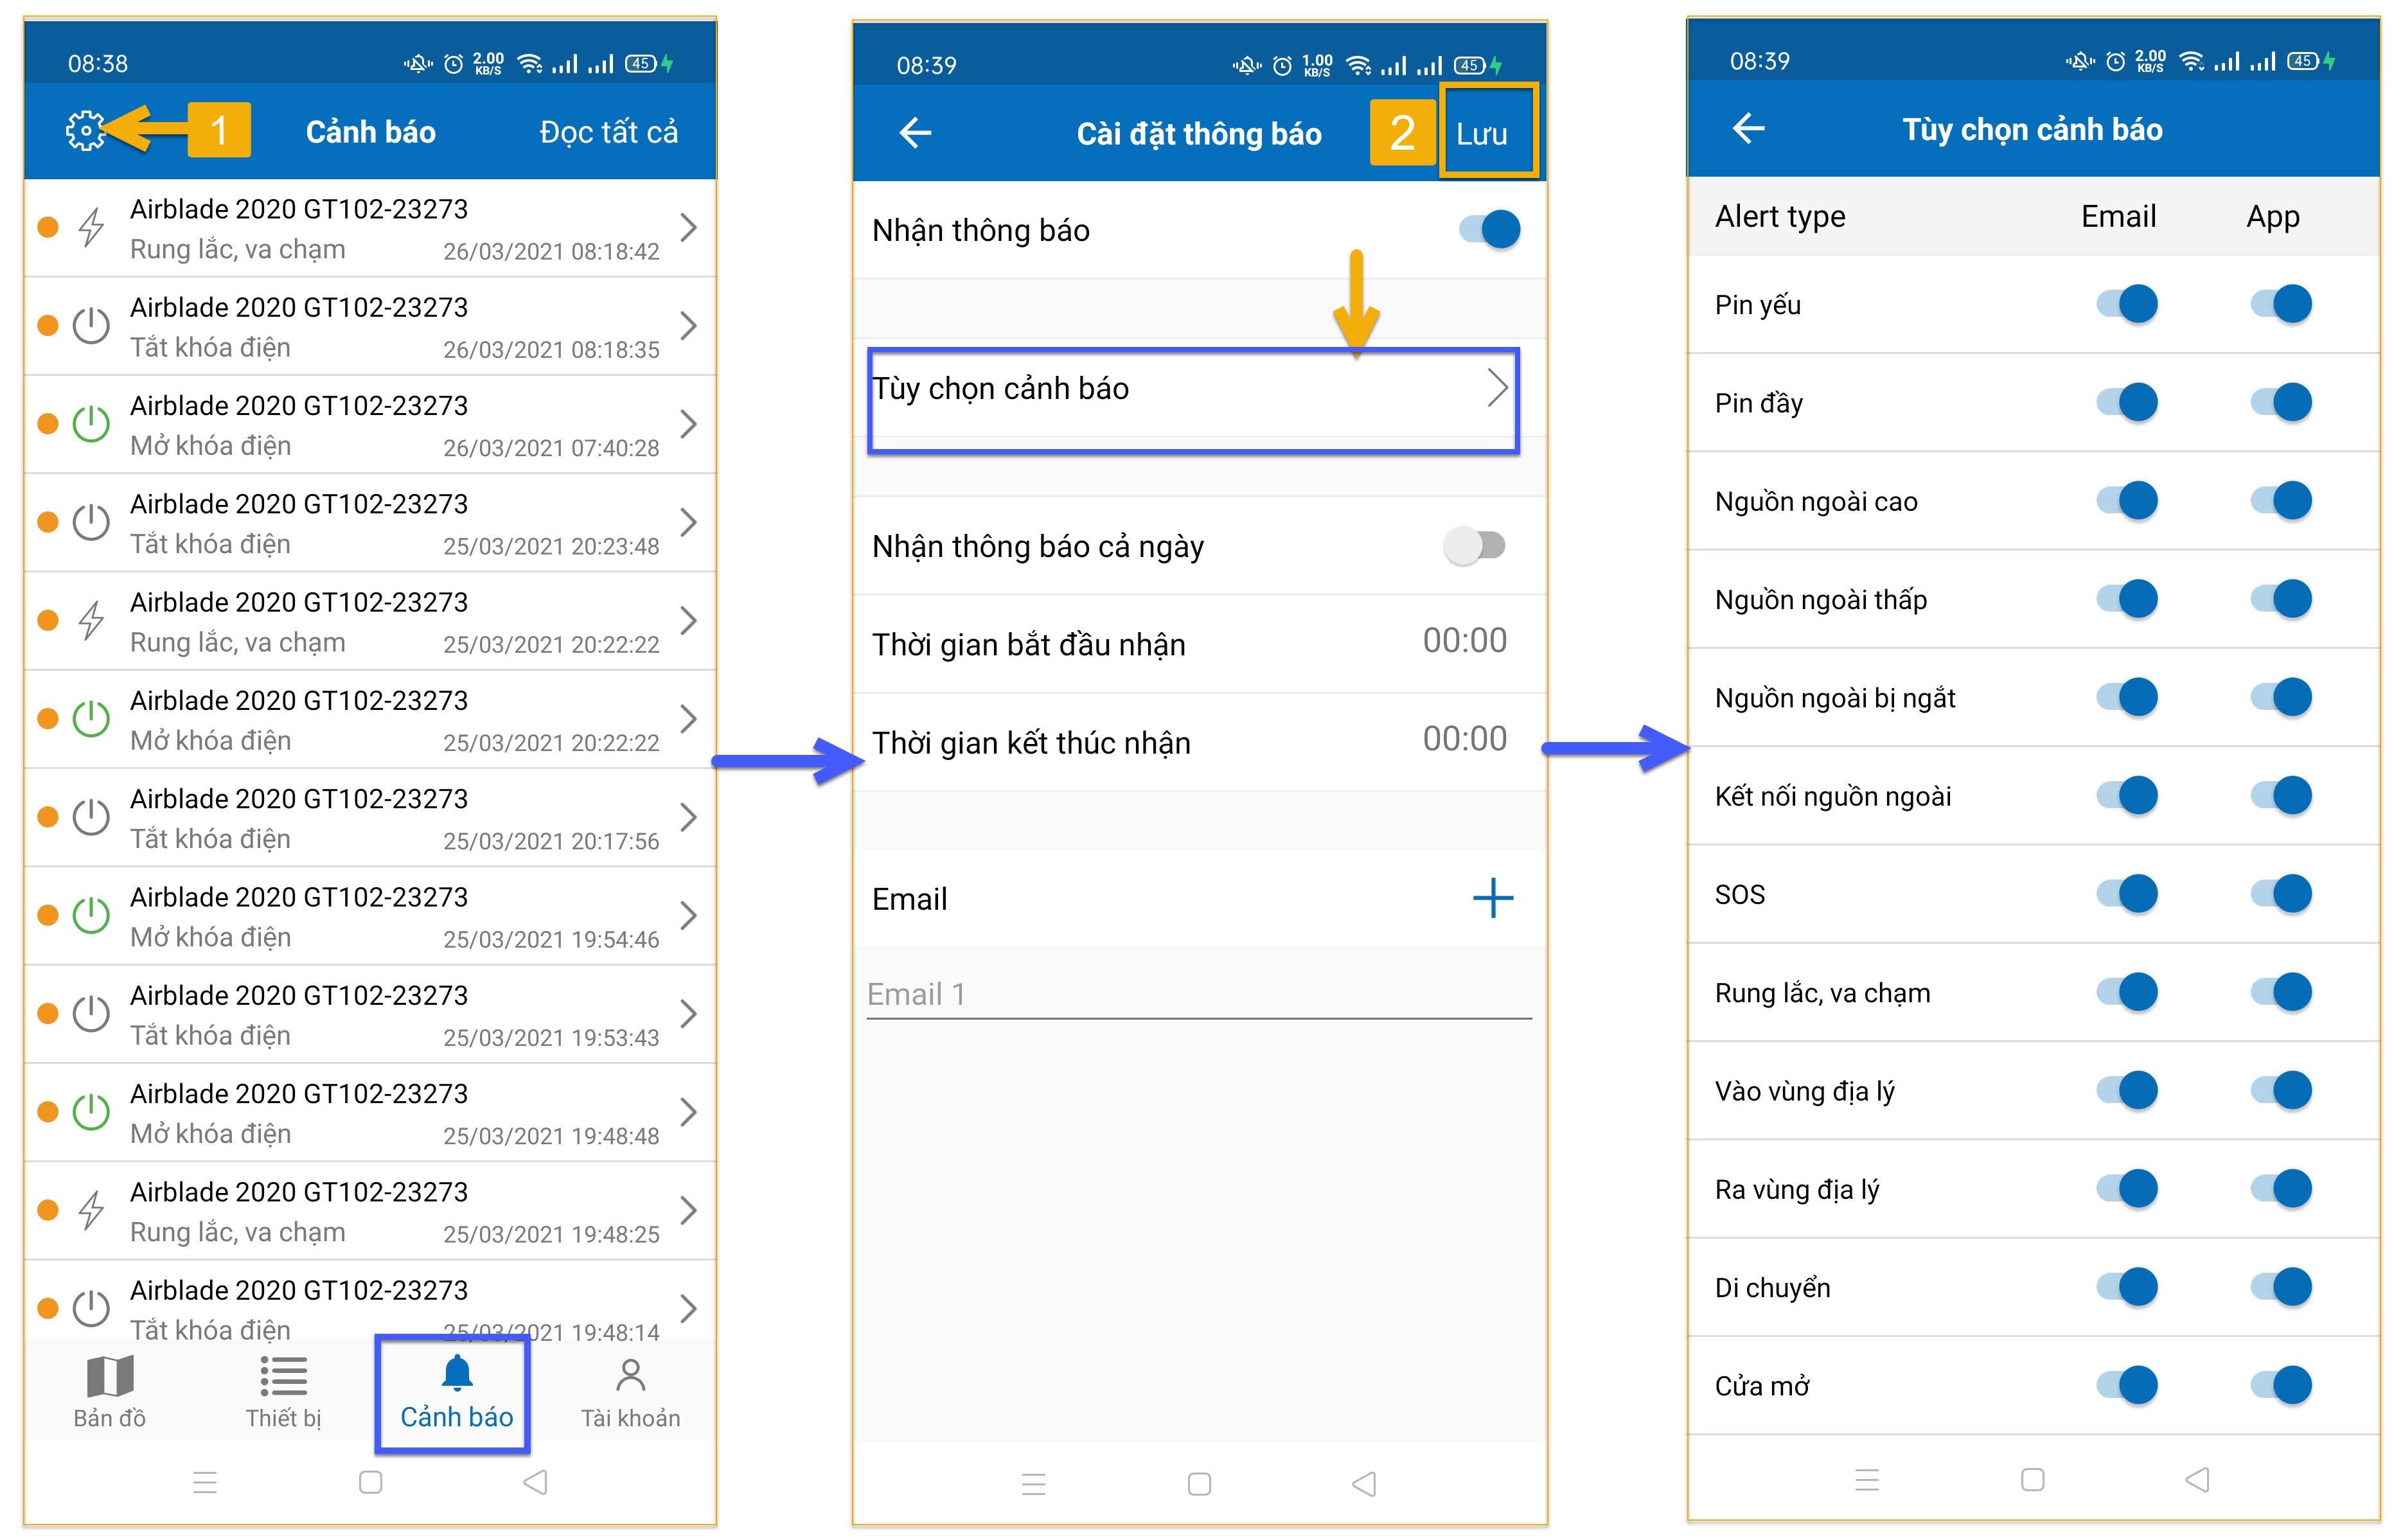 08:38
2.00
KB/S
45
1
Cảnh báo
Đọc tất cả
Airblade 2020 GT102-23273
Rung lắc, va chạm 26/03/2021 08:18:42
Airblade 2020 GT102-23273
Tắt khóa điện 26/03/2021 08:18:35
Airblade 2020 GT102-23273
Mở khóa điện 26/03/2021 07:40:28
Airblade 2020 GT102-23273
Tắt khóa điện 25/03/2021 20:23:48
Airblade 2020 GT102-23273
Rung lắc, va chạm 25/03/2021 20:22:22
Airblade 2020 GT102-23273
Mở khóa điện 25/03/2021 20:22:22
Airblade 2020 GT102-23273
Tắt khóa điện 25/03/2021 20:17:56
Airblade 2020 GT102-23273
Mở khóa điện 25/03/2021 19:54:46
Airblade 2020 GT102-23273
Tắt khóa điện 25/03/2021 19:53:43
Airblade 2020 GT102-23273
Mở khóa điện 25/03/2021 19:48:48
Airblade 2020 GT102-23273
Rung lắc, va chạm 25/03/2021 19:48:25
Airblade 2020 GT102-23273
Tắt khóa điện 25/03/2021 19:48:14
Bản đồ
Thiết bị
Cảnh báo
Tài khoản
08:39
1.00
KB/S
45
Cài đặt thông báo
2
Lưu
Nhận thông báo
Tùy chọn cảnh báo
Nhận thông báo cả ngày
Thời gian bắt đầu nhận 00:00
Thời gian kết thúc nhận 00:00
Email
Email 1
08:39
2.00
KB/S
45
Tùy chọn cảnh báo
Alert type Email App
Pin yếu
Pin đầy
Nguồn ngoài cao
Nguồn ngoài thấp
Nguồn ngoài bị ngắt
Kết nối nguồn ngoài
SOS
Rung lắc, va chạm
Vào vùng địa lý
Ra vùng địa lý
Di chuyển
Cửa mở